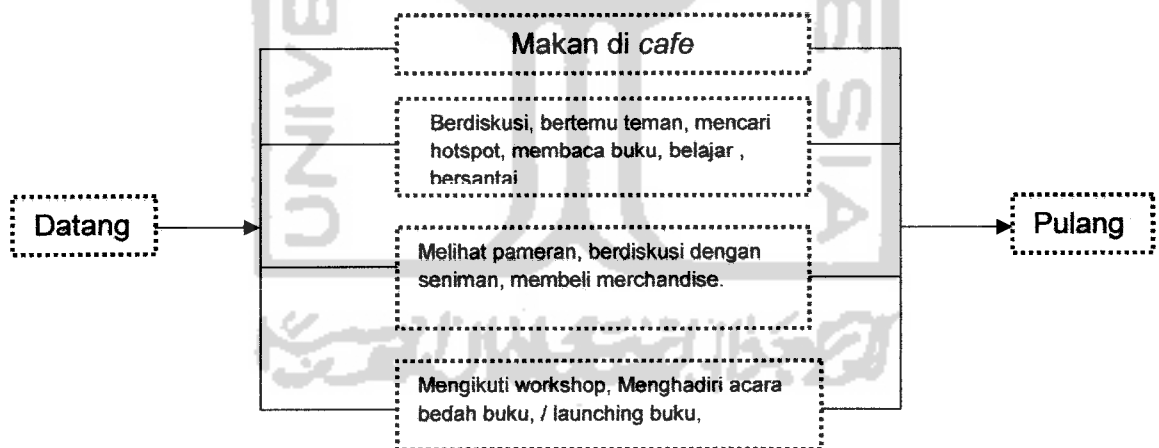 Makan di cafe
Berdiskusi, bertemu teman, mencari
hotspot, membaca buku, belajar ,
bersantai
Datang
Pulang
Melihat pameran, berdiskusi dengan
seniman, membeli merchandise.
Mengikuti workshop, Menghadiri acara
bedah buku, / launching buku,